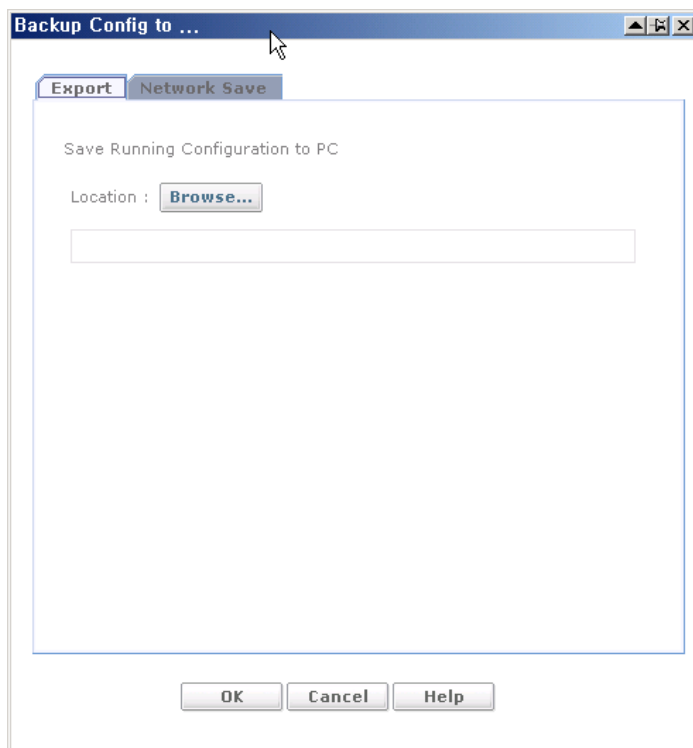 Backup Config to ...
Export Network Save
Save Running Configuration to PC
Location : Browse...
OK Cancel Help